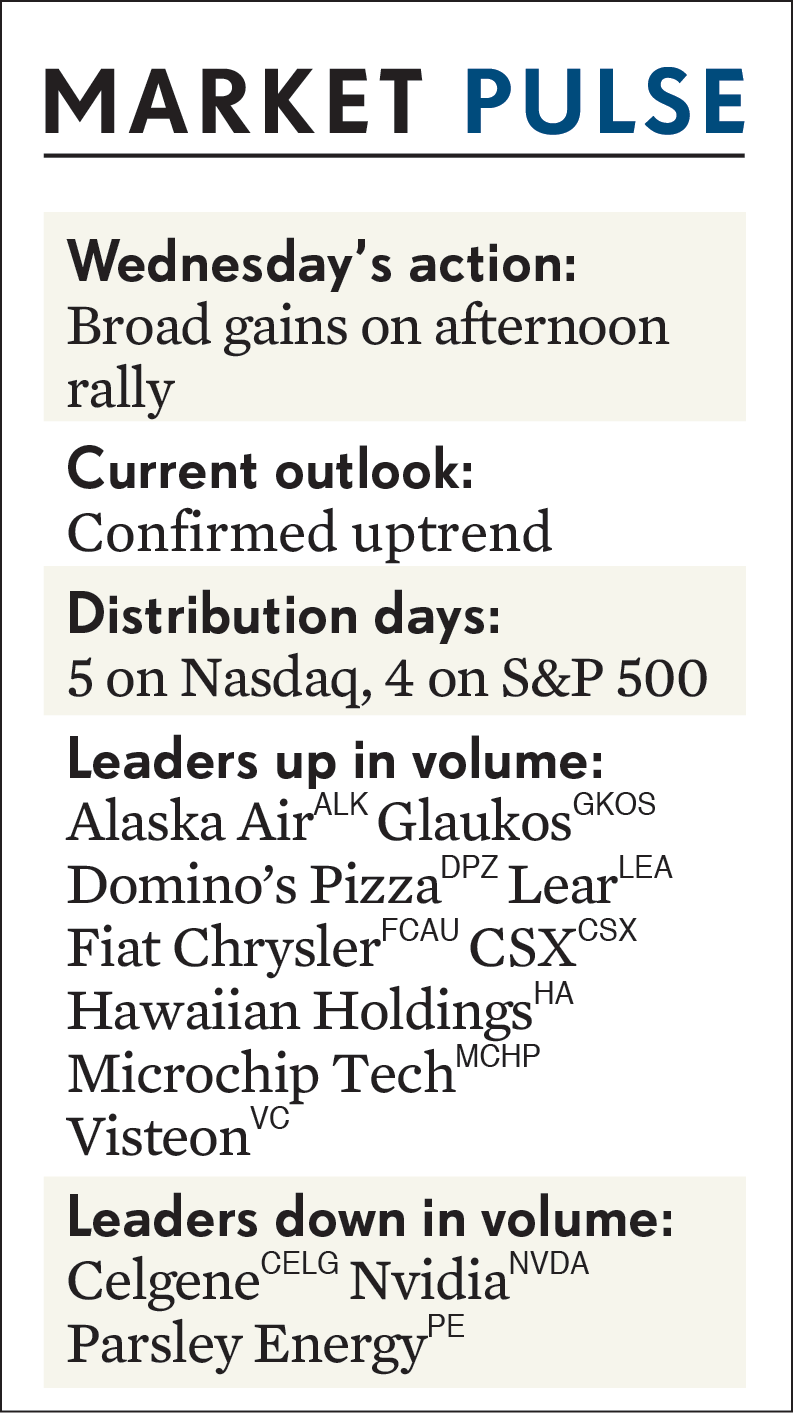 MARKET PULSE
Wednesday’s action:
Broad gains on afternoon
rally
Current outlook:
Confirmed uptrend
Distribution days:
5 on Nasdaq, 4 on S&P 500
Leaders up in volume:
Alaska Air ALK Glaukos GKOS
Domino’s Pizza DPZ Lear LEA
Fiat Chrysler FCAU CSX CSX
Hawaiian Holdings HA
Microchip Tech MCHP
Visteon VC
Leaders down in volume:
Celgene CELG Nvidia NVDA
Parsley Energy PE